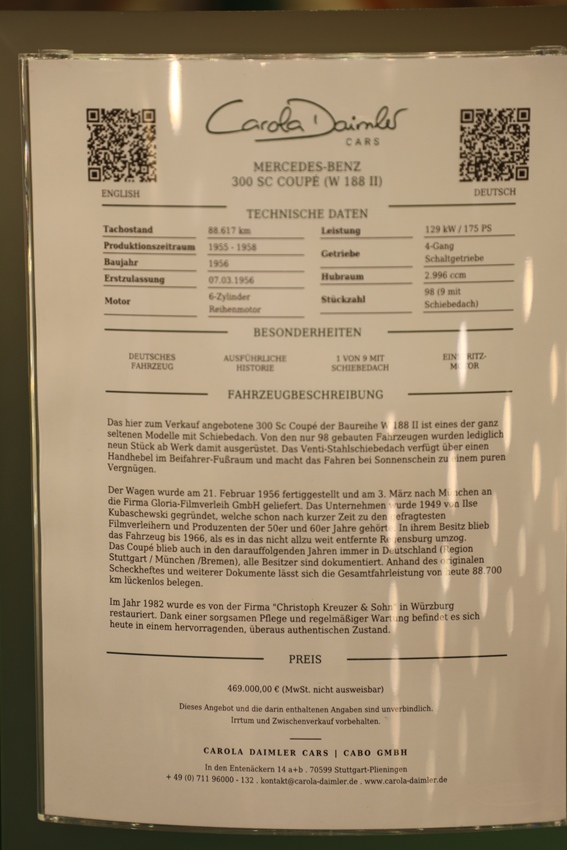 Carola Daimler
CARS
ENGLISH
DEUTSCH
MERCEDES-BENZ
300 SC COUPÉ (W 188 II)
TECHNISCHE DATEN
Tachostand 88.617 km
Produktionszeitraum 1955 - 1958
Baujahr 1956
Erstzulassung 07.03.1956
Motor 6-Zylinder
Reihenmotor
Leistung 129 kW / 175 PS
Getriebe 4-Gang
Schaltgetriebe
Hubraum 2.996 ccm
Stückzahl 98 (9 mit
Schiebedach)
BESONDERHEITEN
DEUTSCHES
FAHRZEUG
AUSFÜHRLICHE
HISTORIE
1 VON 9 MIT
SCHIEBEDACH
EINSPRITZ-
MOTOR
FAHRZEUGBESCHREIBUNG
Das hier zum Verkauf angebotene 300 Sc Coupé der Baureihe W 188 II ist eines der ganz
seltenen Modelle mit Schiebedach. Von den nur 98 gebauten Fahrzeugen wurden lediglich
neun Stück ab Werk damit ausgerüstet. Das Venti-Stahlschiebedach verfügt über einen
Handhebel im Beifahrer-Fußraum und macht das Fahren bei Sonnenschein zu einem puren
Vergnügen.
Der Wagen wurde am 21. Februar 1956 fertiggestellt und am 3. März nach München an
die Firma Gloria-Filmverleih GmbH geliefert. Das Unternehmen wurde 1949 von Ilse
Kubaschewski gegründet, welche schon nach kurzer Zeit zu den gefragtesten
Filmverleihern und Produzenten der 50er und 60er Jahre gehörte. In ihrem Besitz blieb
das Fahrzeug bis 1966, als es in das nicht allzu weit entfernte Regensburg umzog.
Das Coupé blieb auch in den darauffolgenden Jahren immer in Deutschland (Region
Stuttgart / München /Bremen), alle Besitzer sind dokumentiert. Anhand des originalen
Scheckheftes und weiterer Dokumente lässt sich die Gesamtfahrleistung von heute 88 700
km lückenlos belegen.
Im Jahr 1982 wurde es von der Firma "Christoph Kreuzer & Sohn" in Würzburg
restauriert. Dank einer sorgsamen Pflege und regelmäßiger Wartung befindet es sich
heute in einem hervorragenden, überaus authentischen Zustand.
PREIS
469.000,00 € (MwSt. nicht ausweisbar)
Dieses Angebot und die darin enthaltenen Angaben sind unverbindlich.
Irrtum und Zwischenverkauf vorbehalten.
CAROLA DAIMLER CARS | CABO GMBH
In den Entenäckern 14 a+b . 70599 Stuttgart-Plieningen
+ 49 (0) 711 96000 - 132 . kontakt@carola-daimler.de . www.carola-daimler.de